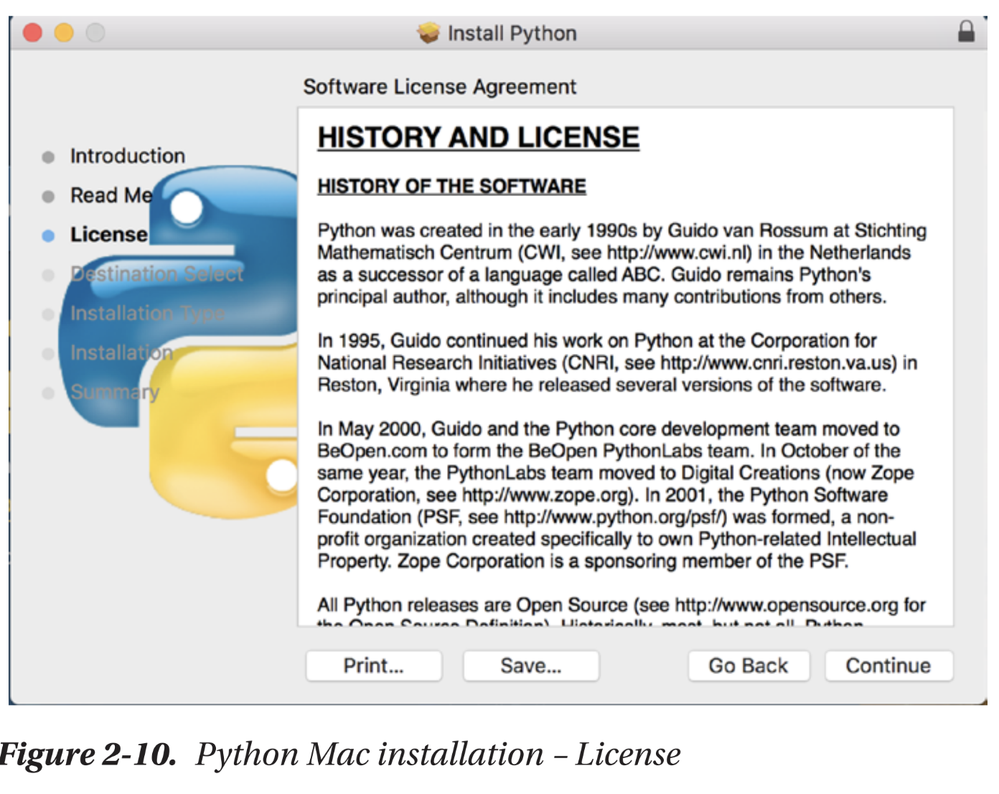 Install Python
Software License Agreement
Introduction
Read Me
License
Destination Select
Installation Type
Installation
Summary
HISTORY AND LICENSE
HISTORY OF THE SOFTWARE
Python was created in the early 1990s by Guido van Rossum at Stichting
Mathematisch Centrum (CWI, see http://www.cwi.nl) in the Netherlands
as a successor of a language called ABC. Guido remains Python's
principal author, although it includes many contributions from others.
In 1995, Guido continued his work on Python at the Corporation for
National Research Initiatives (CNRI, see http://www.cnri.reston.va.us) in
Reston, Virginia where he released several versions of the software.
In May 2000, Guido and the Python core development team moved to
BeOpen.com to form the BeOpen PythonLabs team. In October of the
same year, the PythonLabs team moved to Digital Creations (now Zope
Corporation, see http://www.zope.org). In 2001, the Python Software
Foundation (PSF, see http://www.python.org/psf/) was formed, a non-
profit organization created specifically to own Python-related Intellectual
Property. Zope Corporation is a sponsoring member of the PSF.
All Python releases are Open Source (see http://www.opensource.org for
the Open Source Definition). Historically, most, but not all, Python
Print...
Save...
Go Back
Continue
Figure 2-10. Python Mac installation – License